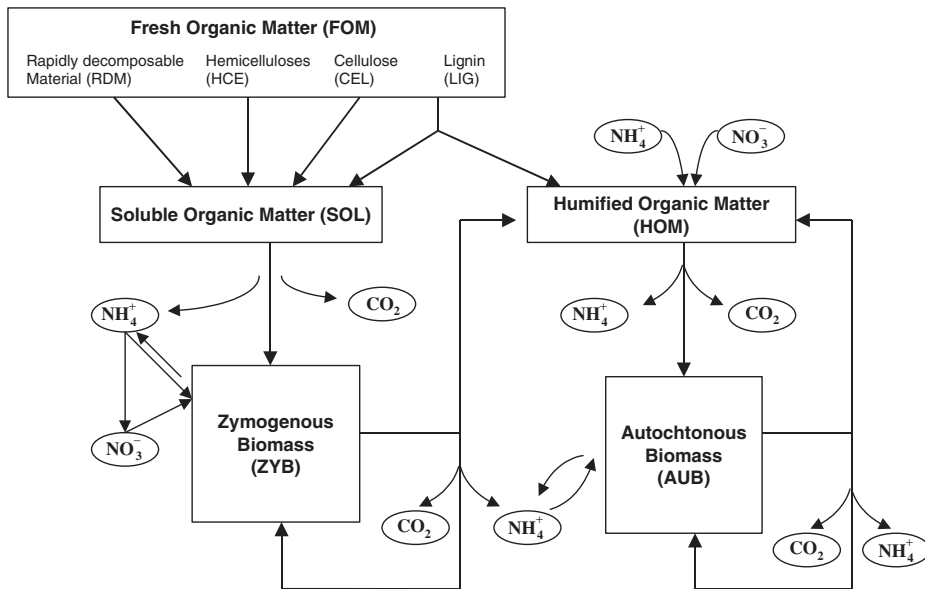 Fresh Organic Matter (FOM)
Rapidly decomposable
Material (RDM)
Hemicelluloses
(HCE)
Cellulose
(CEL)
Lignin
(LIG)
NH₄⁺
NO₃⁻
Soluble Organic Matter (SOL)
Humified Organic Matter
(HOM)
NH₄⁺
CO₂
NH₄⁺
CO₂
NO₃⁻
Zymogenous
Biomass
(ZYB)
Autochtonous
Biomass
(AUB)
CO₂
NH₄⁺
CO₂
NH₄⁺